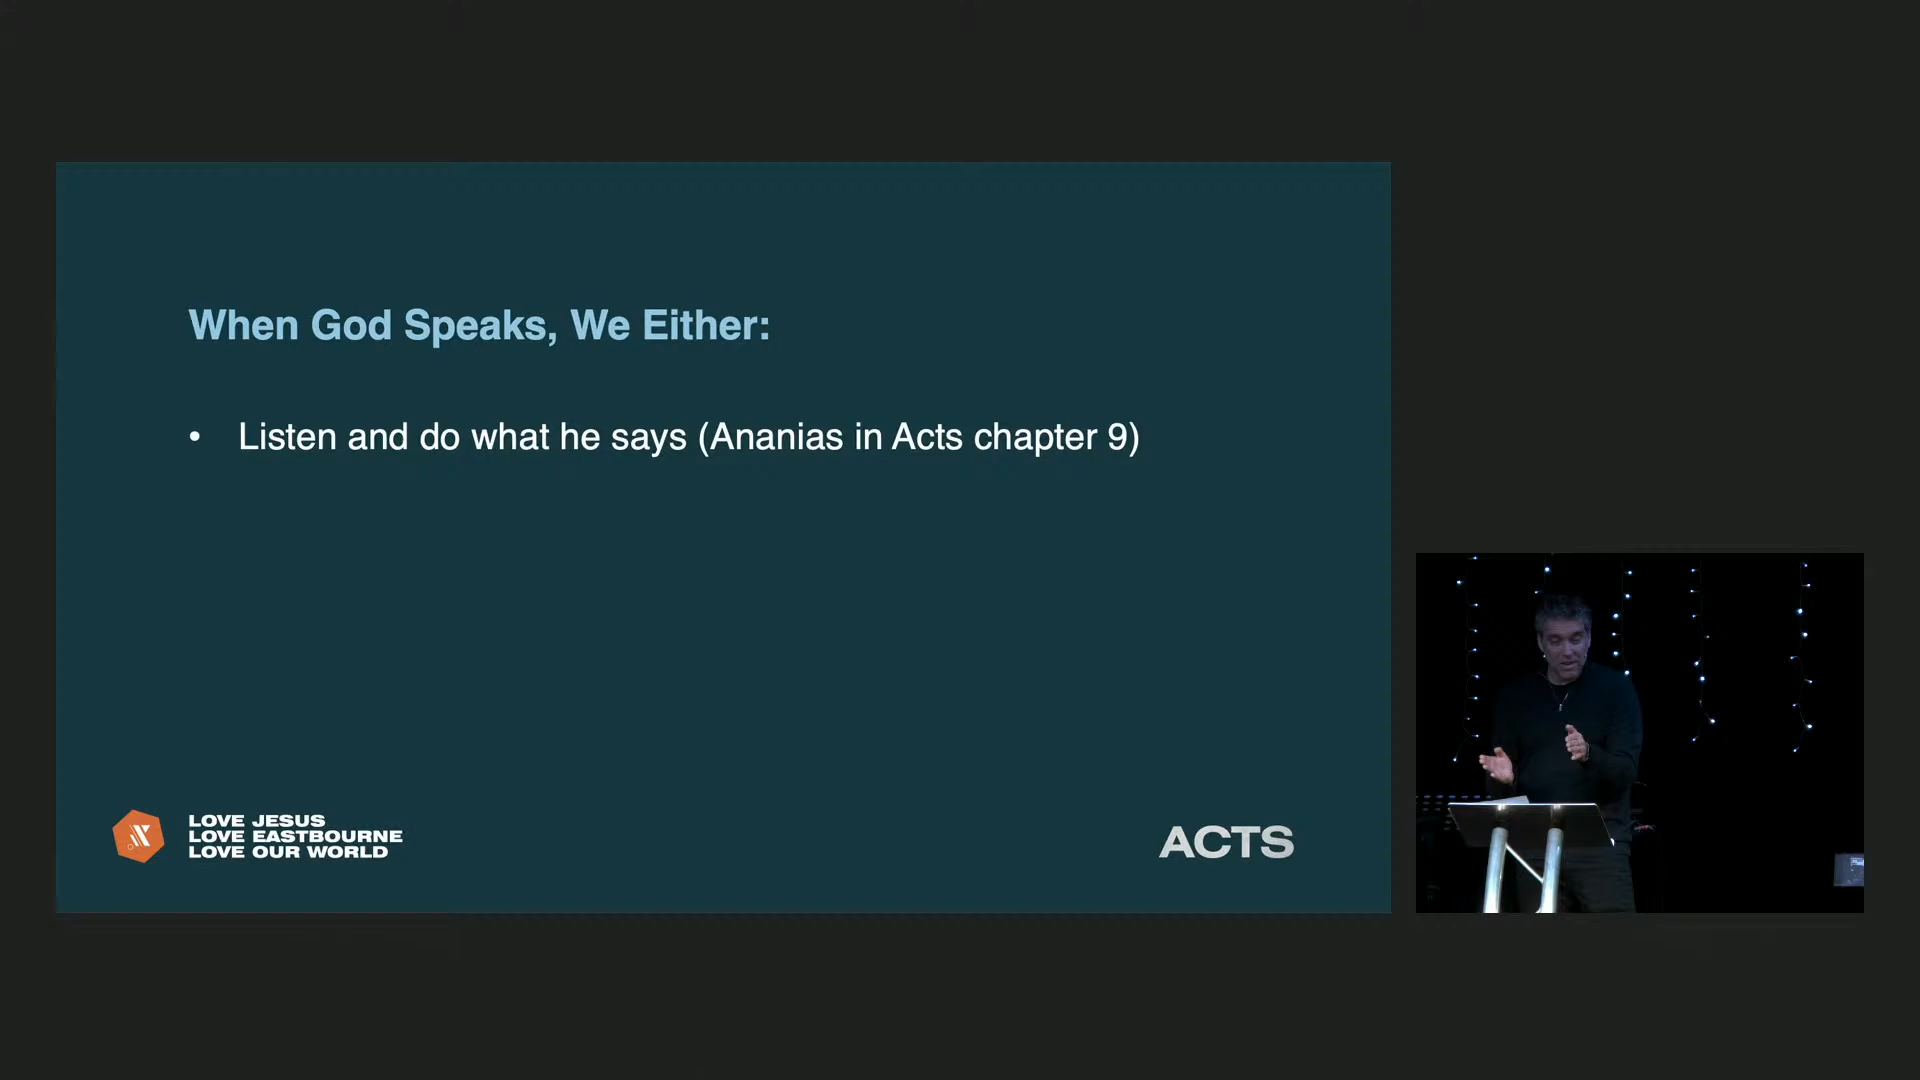 When God Speaks, We Either:
• Listen and do what he says (Ananias in Acts chapter 9)
LOVE JESUS
LOVE EASTBOURNE
LOVE OUR WORLD
ACTS